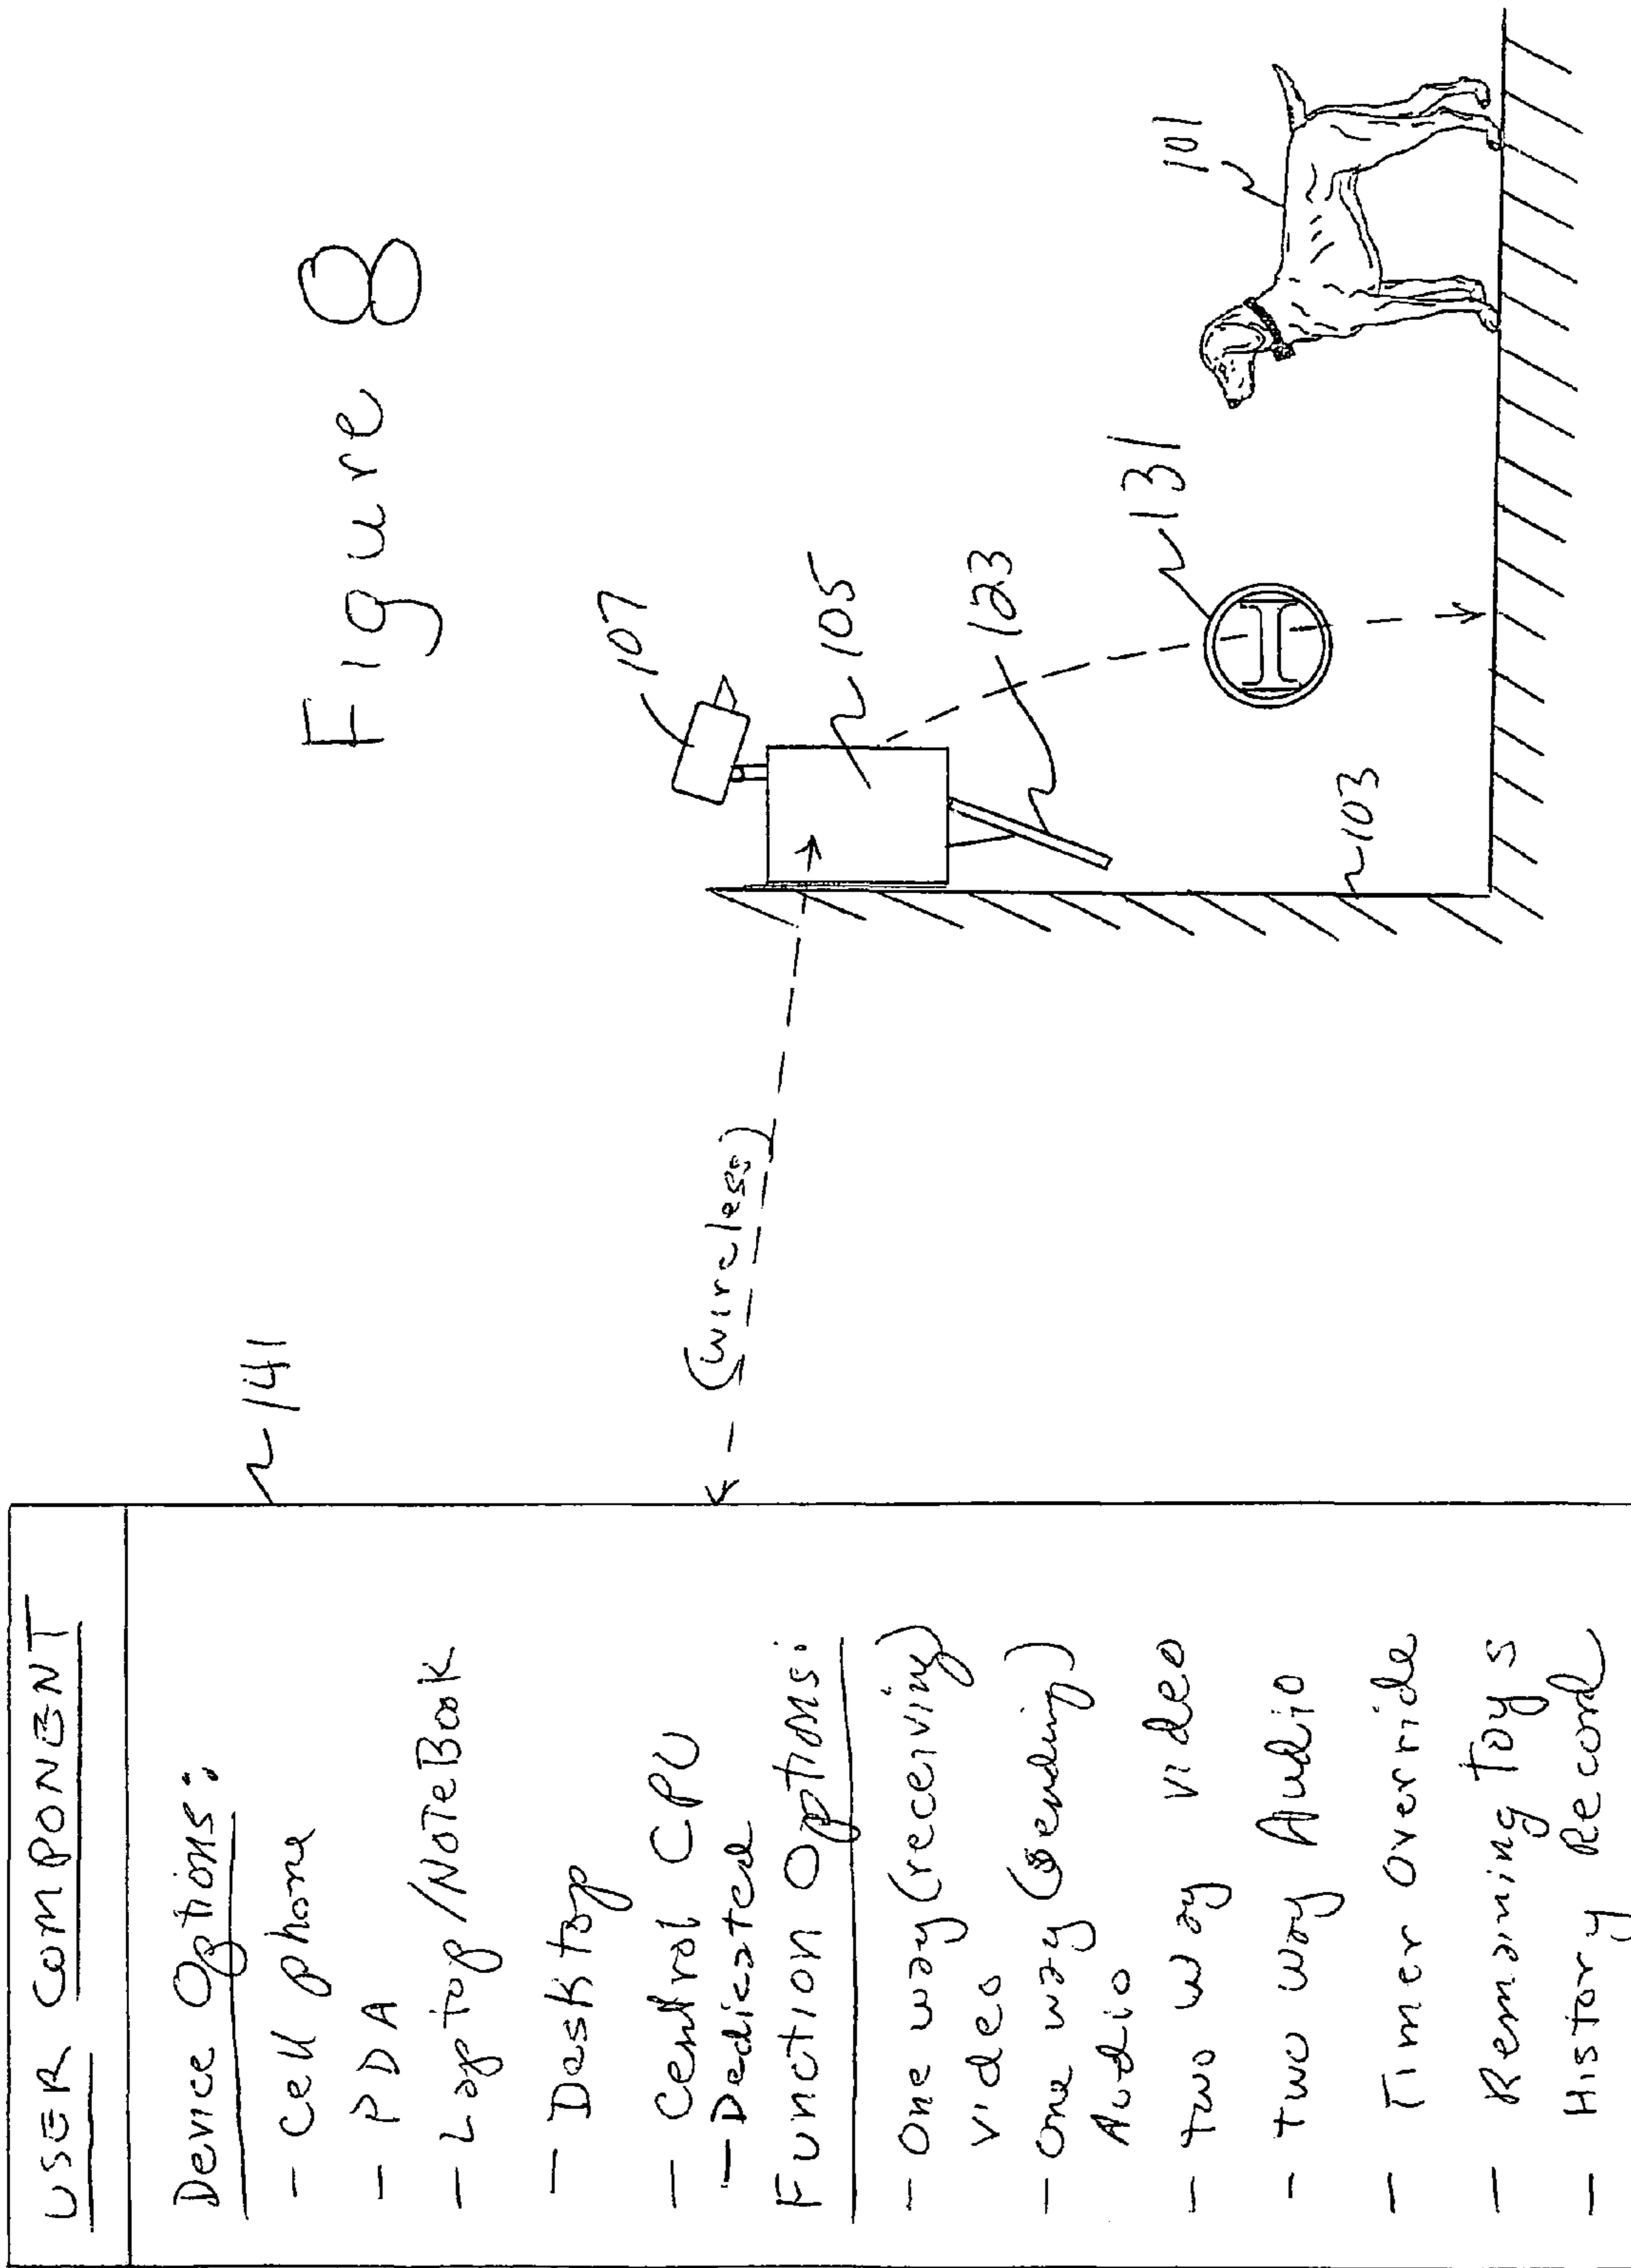 Figure 8
USER COMPONENT
Device Options:
- Cell phone
- PDA
- Laptop/NoteBook
- Desktop
- Central CPU
- Dedicated
Function Options:
- One way (receiving)
video
- One way (sending)
Audio
- two way video
- two way Audio
- Timer override
- Remaining Toys
- History Record
141
(wireless)
107
105
123
131
101
103